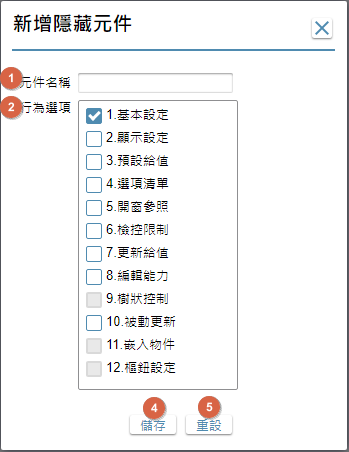 新增隱藏元件
1 元件名稱
2 行為選項
1.基本設定
2.顯示設定
3.預設給值
4.選項清單
5.開窗參照
6.檢控限制
7.更新給值
8.編輯能力
9.樹狀控制
10.被動更新
11.嵌入物件
12.樞鈕設定
4 5
儲存 重設